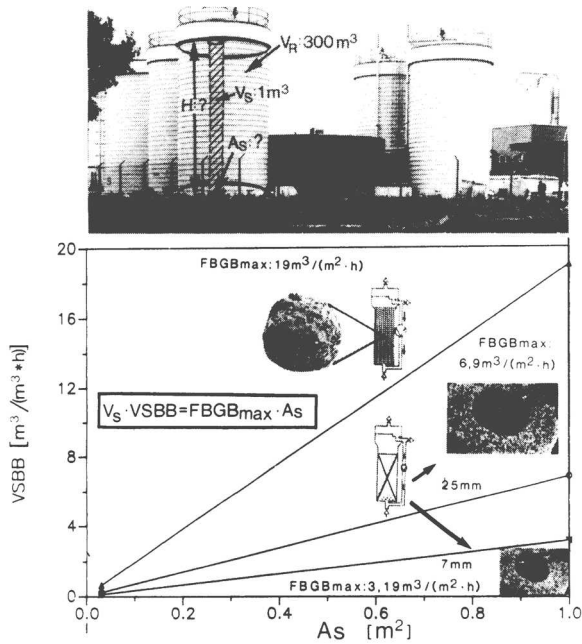 VR:300m³
H:?
VS:1m³
AS:?
20
16
12
8
4
0
VSBB [m³/(m³*h)]
FBGBmax:19m³/(m²·h)
FBGBmax:
6,9m³/(m²·h)
VS·VSBB=FBGBmax·AS
25mm
7mm
FBGBmax:3,19m³/(m²·h)
0.0 0.2 0.4 0.6 0.8 1.0
As [m²]